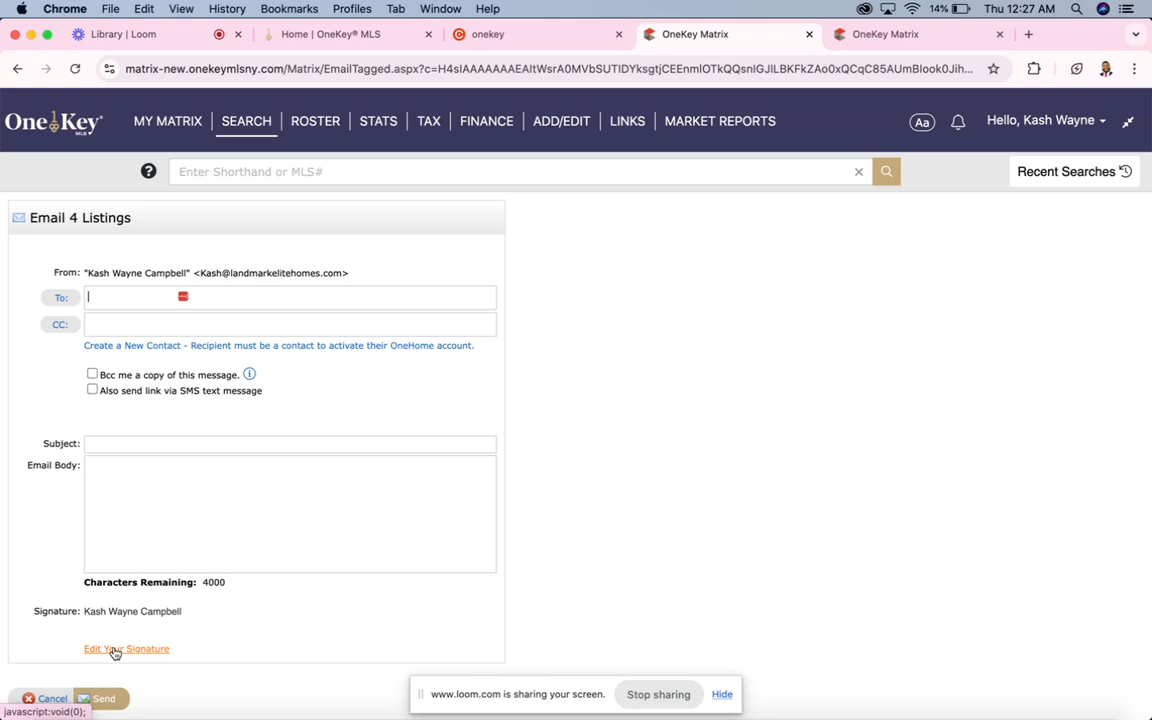 Chrome File Edit View History Bookmarks Profiles Tab Window Help 14% Thu 12:27 AM
Library | Loom Home | OneKey® MLS onekey OneKey Matrix OneKey Matrix
matrix-new.onekeymlsny.com/Matrix/EmailTagged.aspx?c=H4sIAAAAAAAEAItWsrA0MVbSUTIDYksgtjCEEnmIOTkQQsnIGJILBKFkZAo0xQCqC85AUmBIook0Jih...
OneKey® MLS MY MATRIX SEARCH ROSTER STATS TAX FINANCE ADD/EDIT LINKS MARKET REPORTS Aa Hello, Kash Wayne
? Enter Shorthand or MLS# Recent Searches
Email 4 Listings
From: "Kash Wayne Campbell" <Kash@landmarkelitehomes.com>
To:
CC:
Create a New Contact - Recipient must be a contact to activate their OneHome account.
Bcc me a copy of this message.
Also send link via SMS text message
Subject:
Email Body:
Characters Remaining: 4000
Signature: Kash Wayne Campbell
Edit Your Signature
Cancel Send
www.loom.com is sharing your screen. Stop sharing Hide
javascript:void(0);